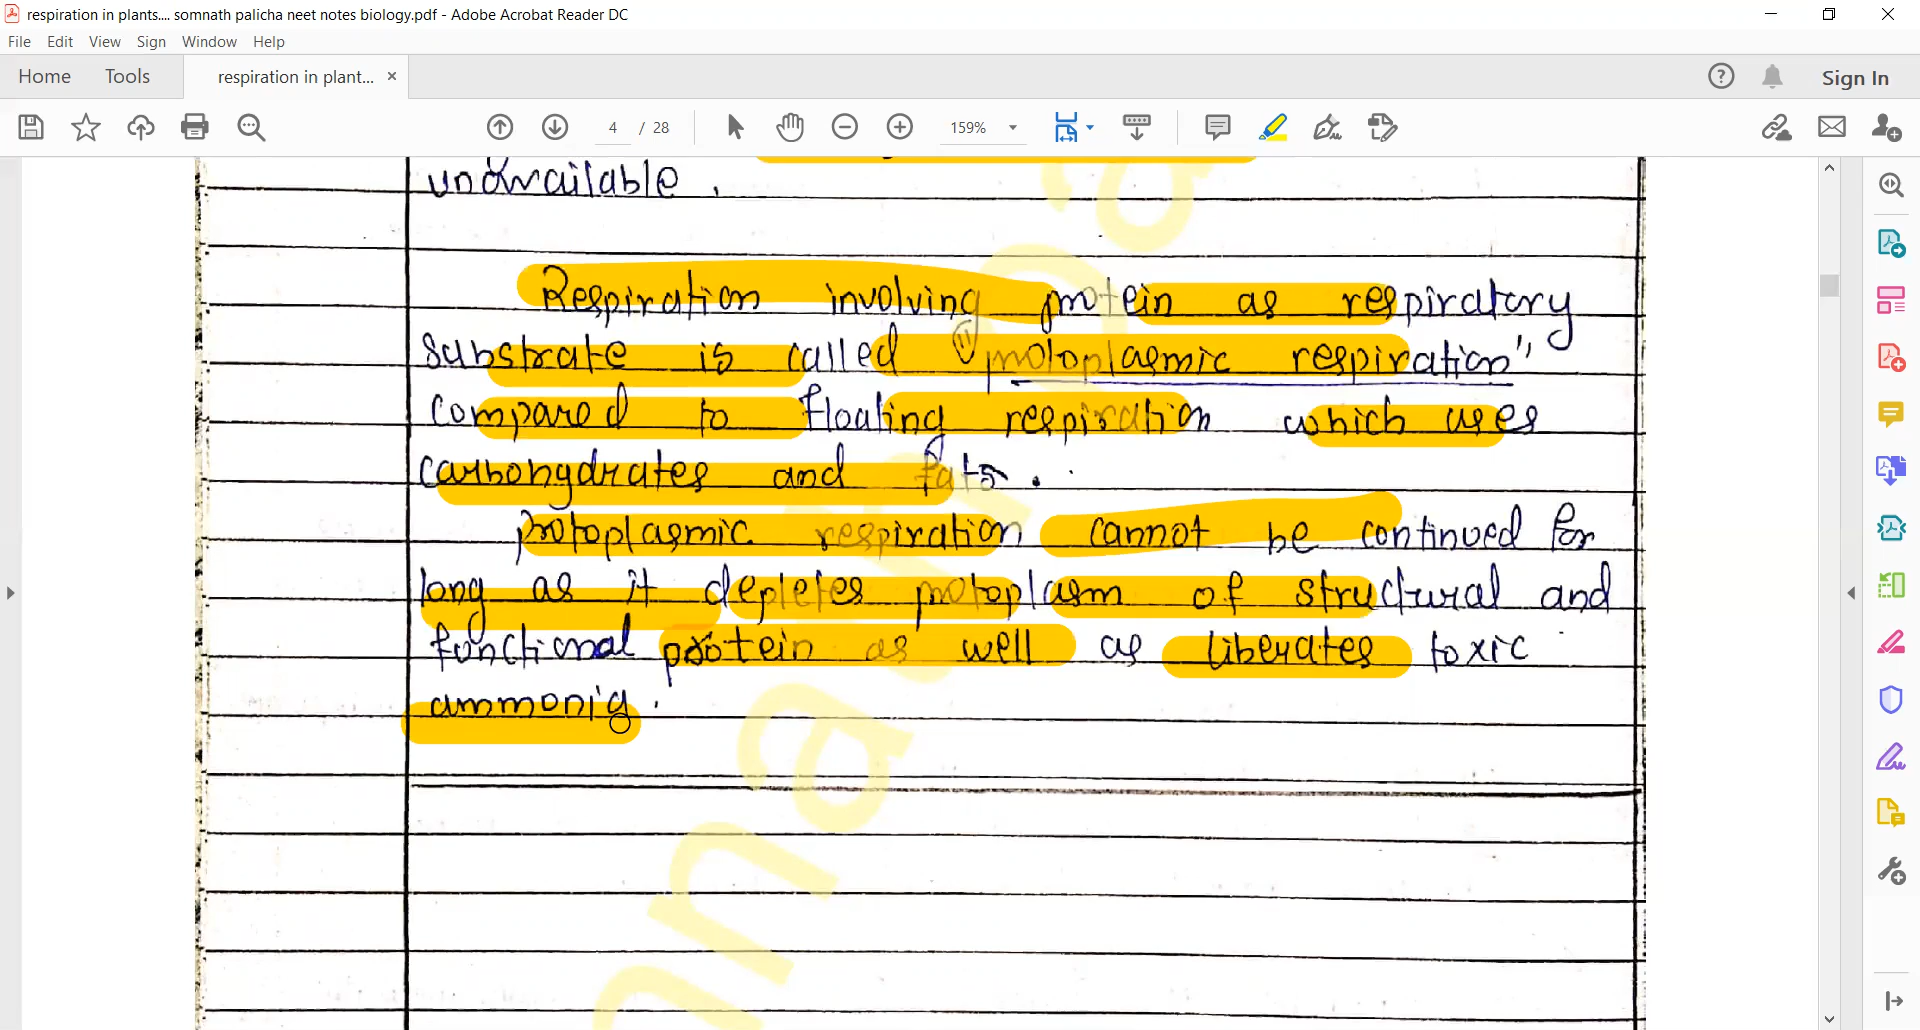 respiration in plants.... somnath palicha neet notes biology.pdf - Adobe Acrobat Reader DC
File Edit View Sign Window Help
Home Tools respiration in plant... × Sign In
4 / 28 159%
unavailable .
Respiration involving protein as respiratory
substrate is called "protoplasmic respiration"
compared to floating respiration which uses
carbohydrates and fats .
protoplasmic respiration cannot be continued for
long as it depletes protoplasm of structural and
functional protein as well as liberates toxic
ammonia .